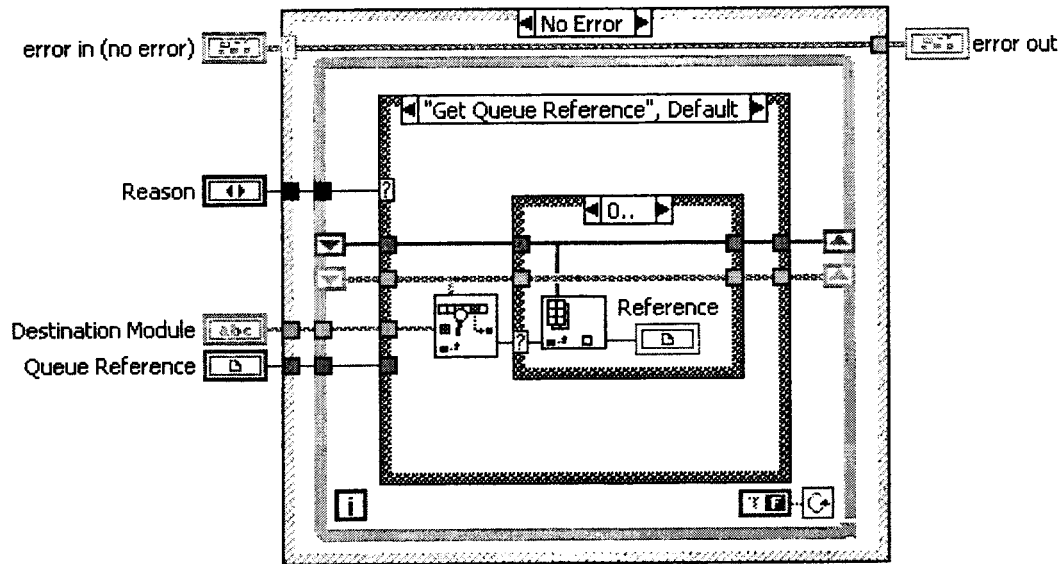 No Error
error in (no error)
error out
"Get Queue Reference", Default
Reason
?
0..
Reference
Destination Module
abc
?
Queue Reference
i
F